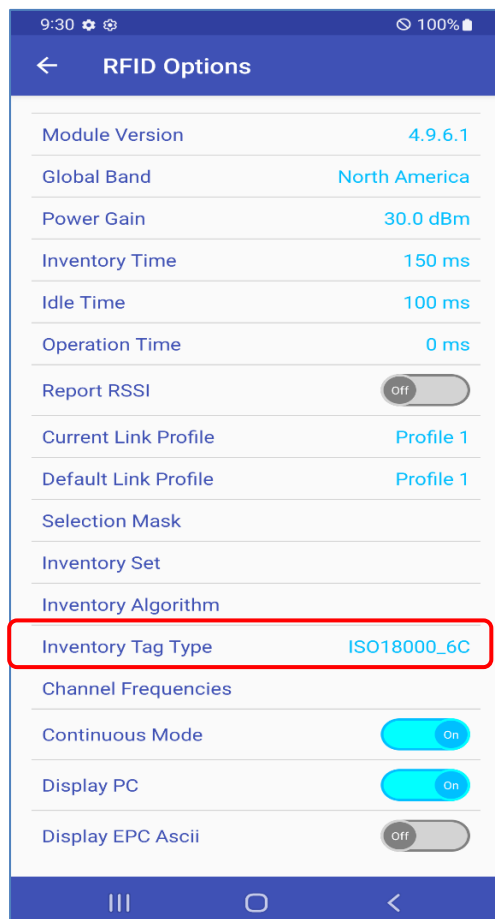 9:30 100%
RFID Options
Module Version 4.9.6.1
Global Band North America
Power Gain 30.0 dBm
Inventory Time 150 ms
Idle Time 100 ms
Operation Time 0 ms
Report RSSI Off
Current Link Profile Profile 1
Default Link Profile Profile 1
Selection Mask
Inventory Set
Inventory Algorithm
Inventory Tag Type ISO18000_6C
Channel Frequencies
Continuous Mode On
Display PC On
Display EPC Ascii Off